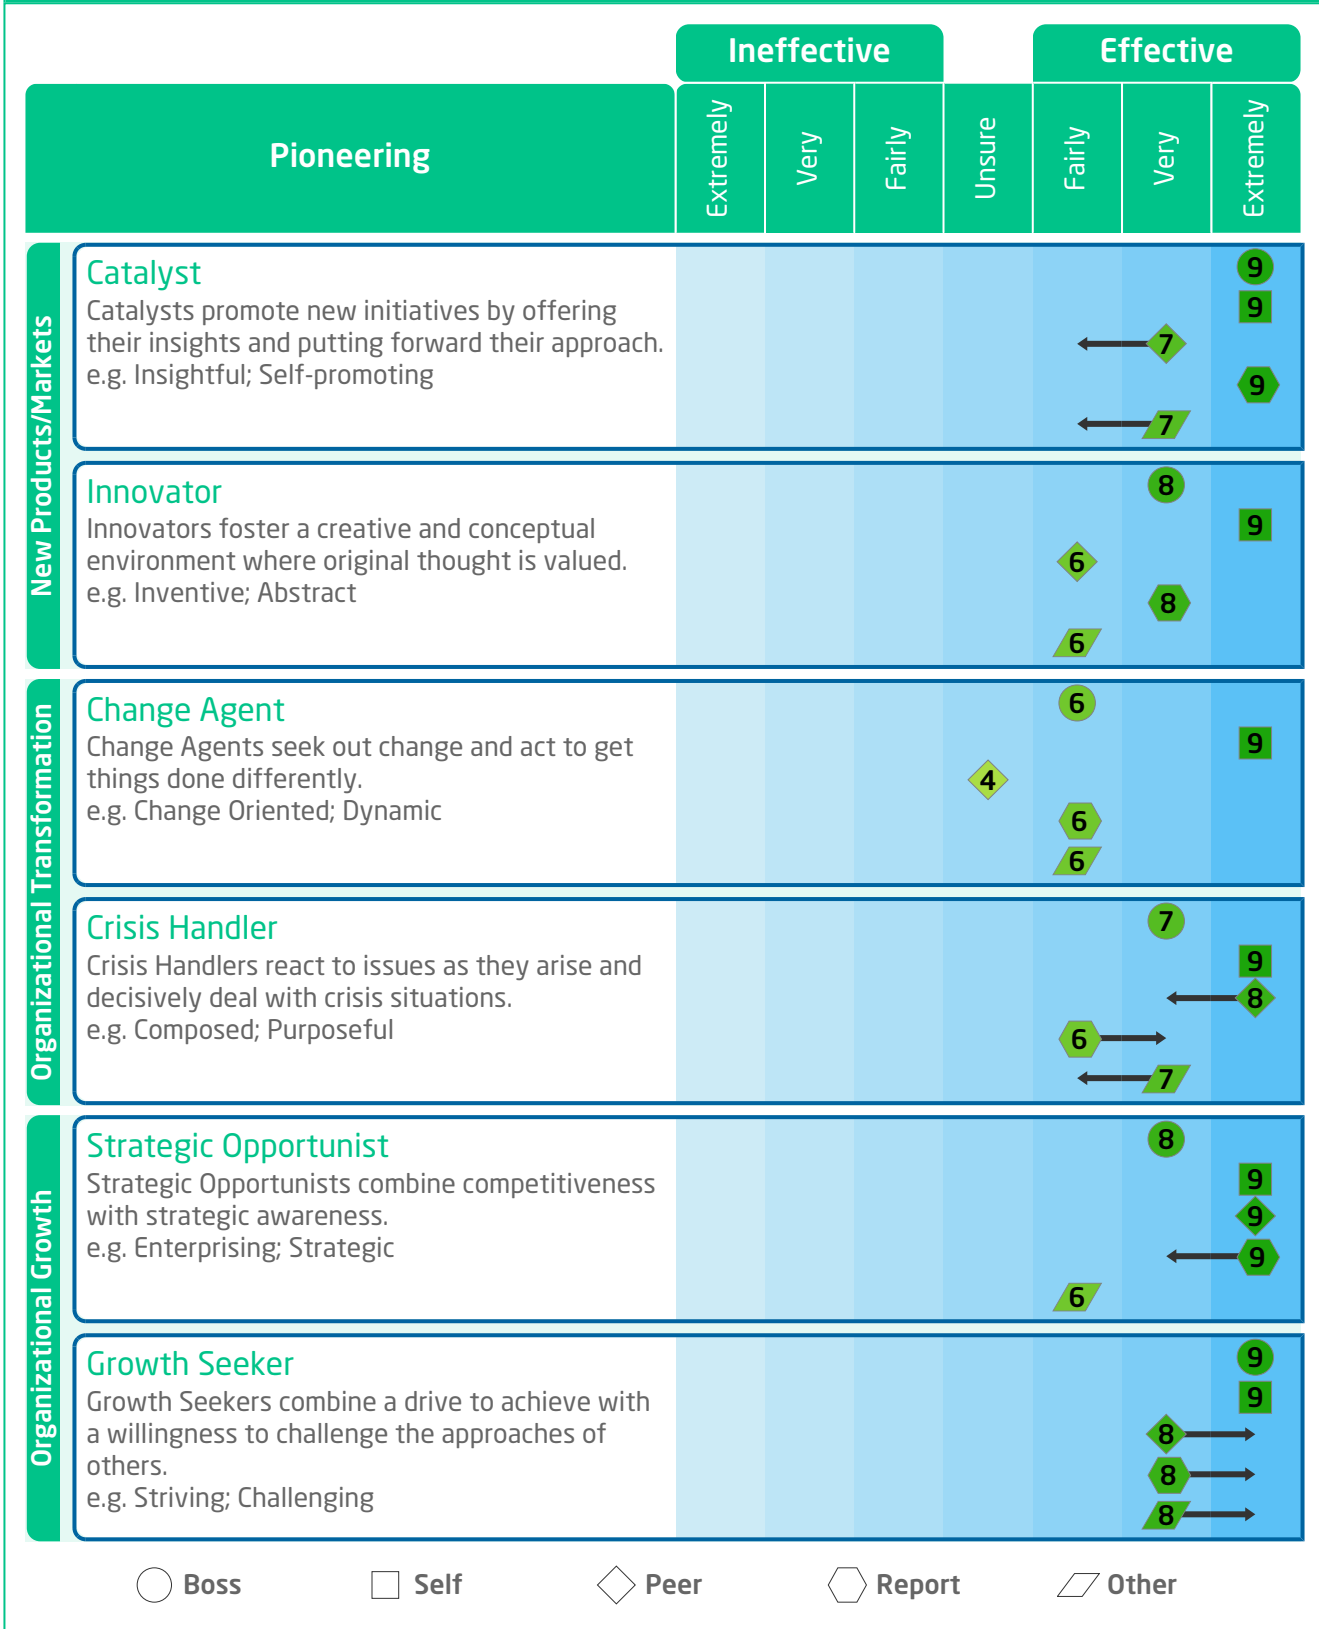 Ineffective
Effective
Pioneering
Extremely
Very
Fairly
Unsure
Fairly
Very
Extremely
New Products/Markets
Catalyst
Catalysts promote new initiatives by offering
their insights and putting forward their approach.
e.g. Insightful; Self-promoting
9
9
7
9
7
Innovator
Innovators foster a creative and conceptual
environment where original thought is valued.
e.g. Inventive; Abstract
8
9
6
8
6
Organizational Transformation
Change Agent
Change Agents seek out change and act to get
things done differently.
e.g. Change Oriented; Dynamic
6
9
4
6
6
Crisis Handler
Crisis Handlers react to issues as they arise and
decisively deal with crisis situations.
e.g. Composed; Purposeful
7
9
8
6
7
Organizational Growth
Strategic Opportunist
Strategic Opportunists combine competitiveness
with strategic awareness.
e.g. Enterprising; Strategic
8
9
9
9
6
Growth Seeker
Growth Seekers combine a drive to achieve with
a willingness to challenge the approaches of
others.
e.g. Striving; Challenging
9
9
8
8
8
Boss
Self
Peer
Report
Other